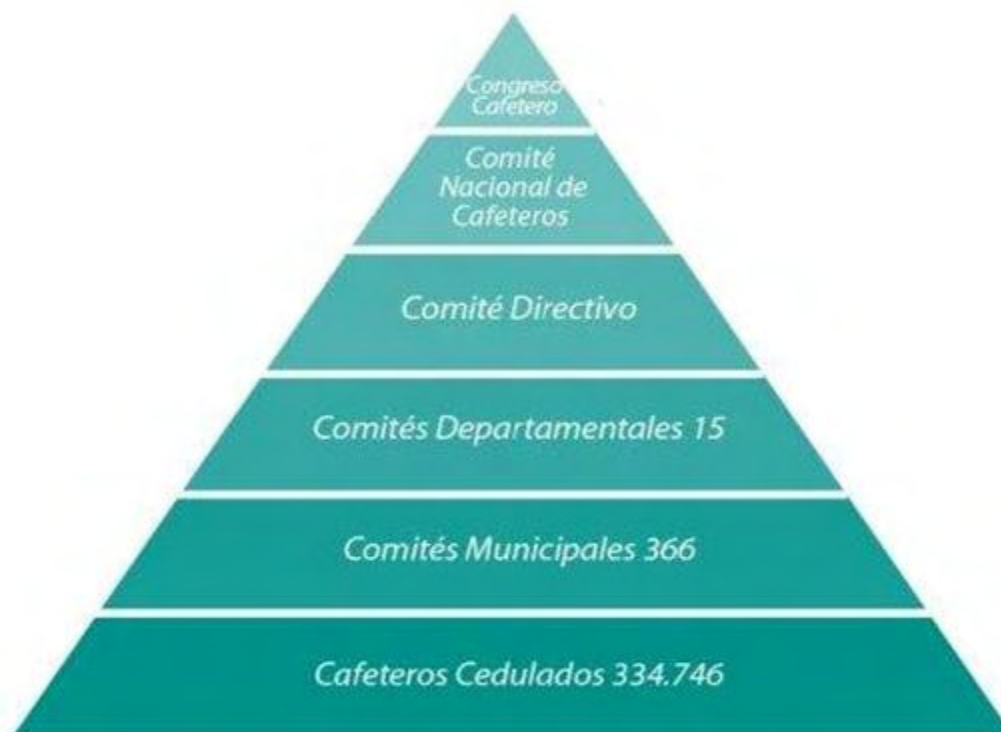 Congreso
Cafetero
Comité
Nacional de
Cafeteros
Comité Directivo
Comités Departamentales 15
Comités Municipales 366
Cafeteros Cedulados 334.746